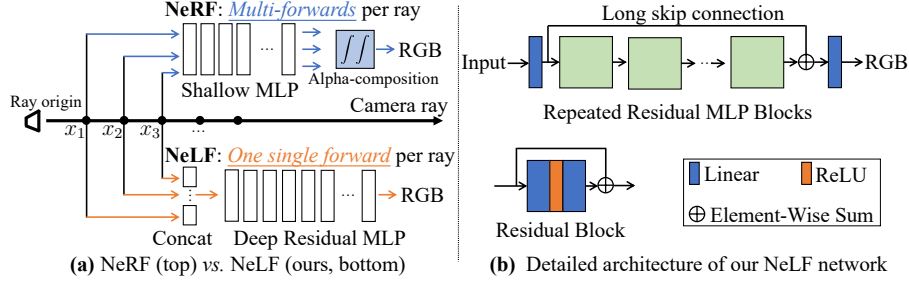 NeRF: Multi-forwards per ray
...
RGB
Shallow MLP
Alpha-composition
Ray origin
Camera ray
x1 x2 x3 ...
NeLF: One single forward per ray
...
RGB
Concat
Deep Residual MLP
(a) NeRF (top) vs. NeLF (ours, bottom)
Long skip connection
Input
...
RGB
Repeated Residual MLP Blocks
Residual Block
Linear
ReLU
Element-Wise Sum
(b) Detailed architecture of our NeLF network